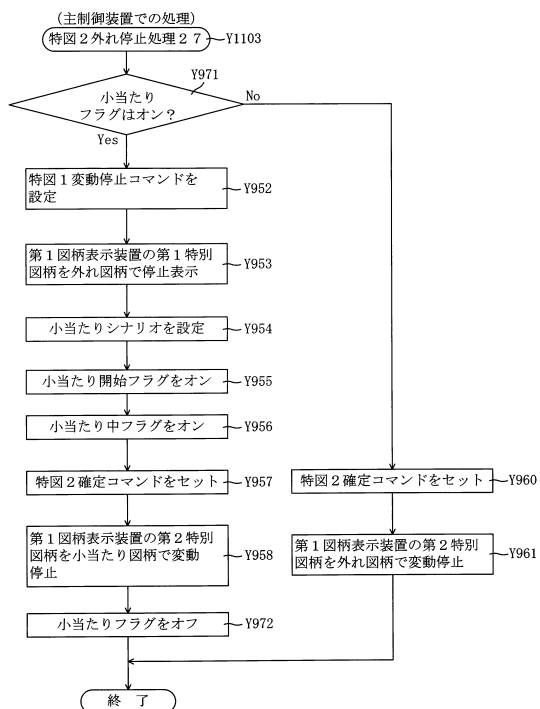 (主制御装置での処理)
特図2外れ停止処理27
Y1103
Y971
小当たり
フラグはオン?
No
Yes
特図1変動停止コマンドを
設定
Y952
第1図柄表示装置の第1特別
図柄を外れ図柄で停止表示
Y953
小当たりシナリオを設定
Y954
小当たり開始フラグをオン
Y955
小当たり中フラグをオン
Y956
特図2確定コマンドをセット
Y957
特図2確定コマンドをセット
Y960
第1図柄表示装置の第2特別
図柄を小当たり図柄で変動
停止
Y958
第1図柄表示装置の第2特別
図柄を外れ図柄で変動停止
Y961
小当たりフラグをオフ
Y972
終 了